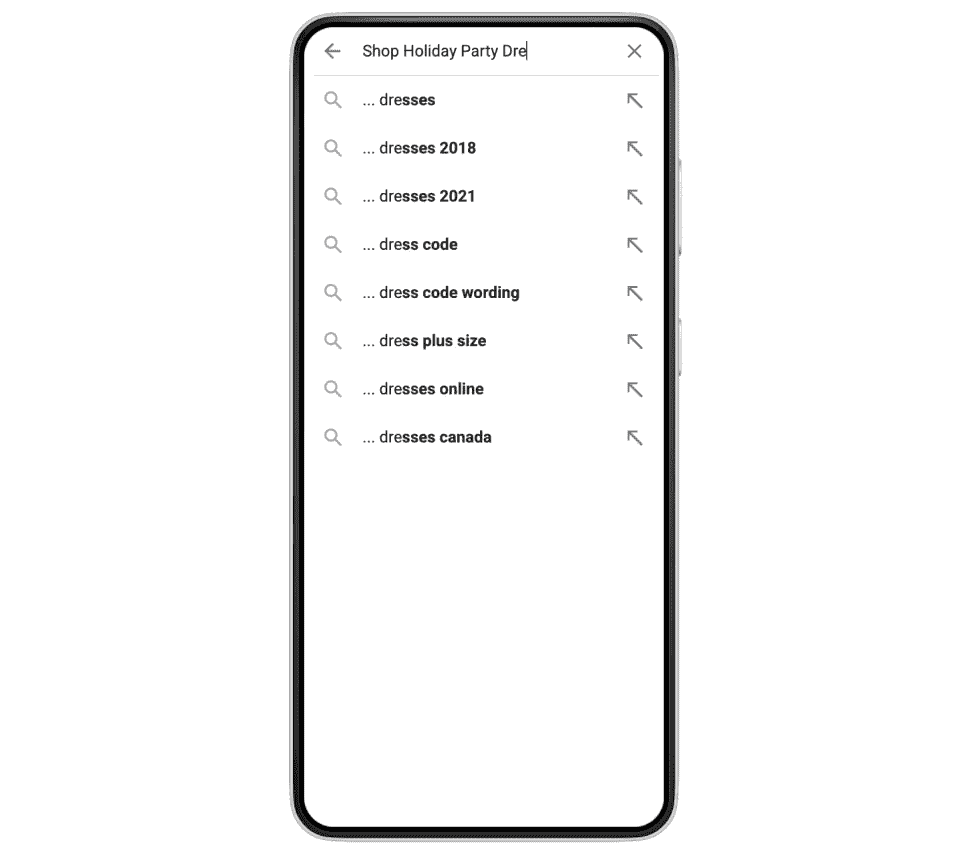 Shop Holiday Party Dre
... dresses
... dresses 2018
... dresses 2021
... dress code
... dress code wording
... dress plus size
... dresses online
... dresses canada